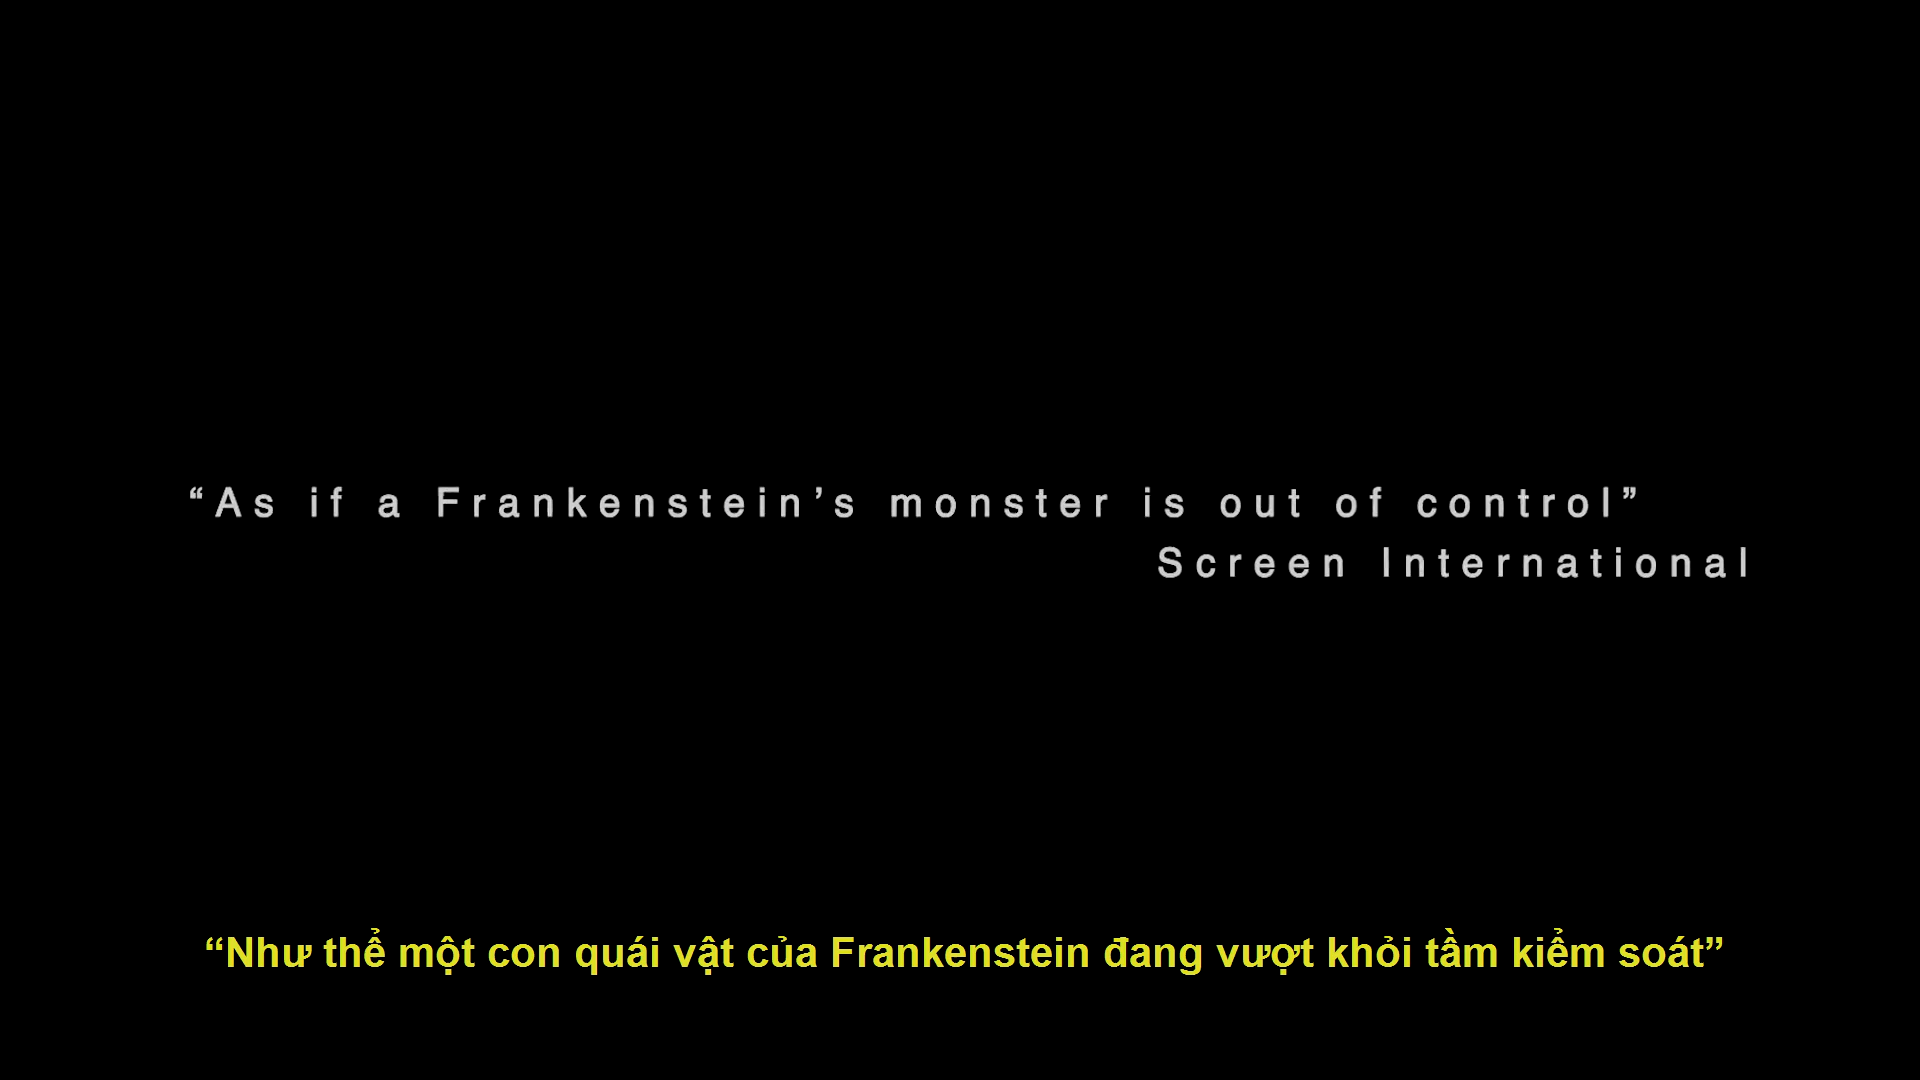 “As if a Frankenstein’s monster is out of control”
Screen International
“Như thể một con quái vật của Frankenstein đang vượt khỏi tầm kiểm soát”